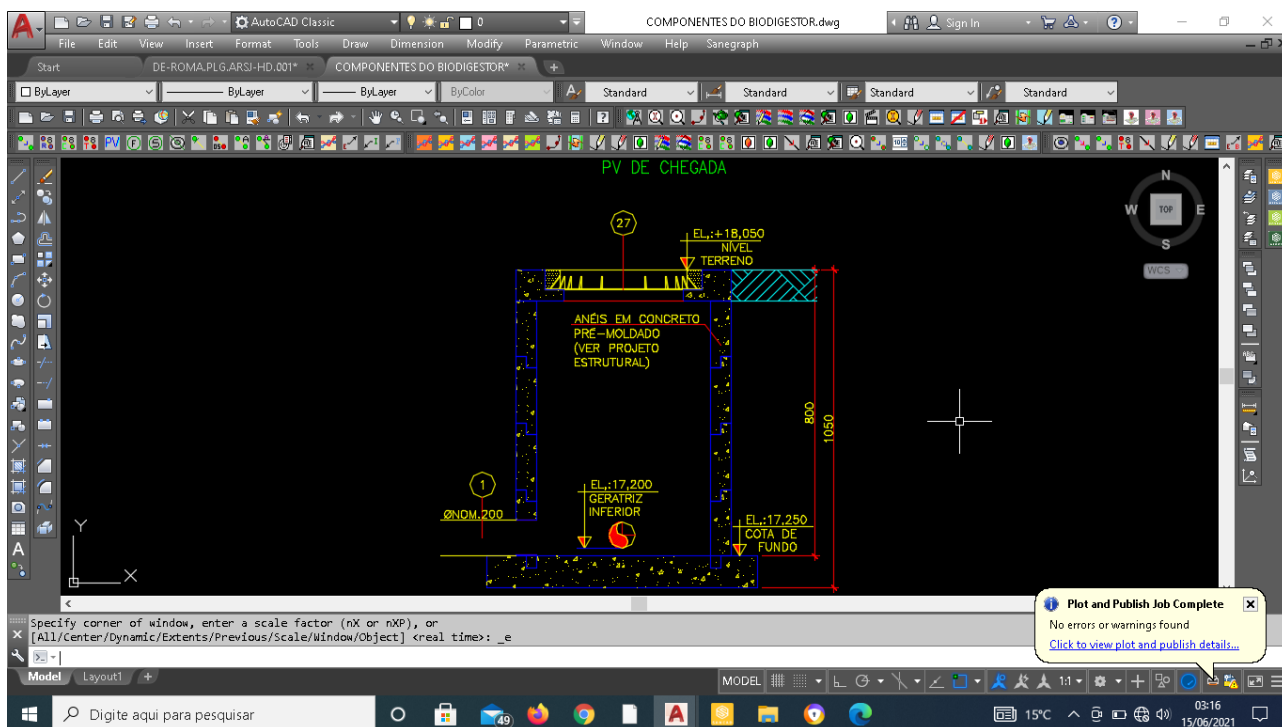 AutoCAD Classic
0
COMPONENTES DO BIODIGESTOR.dwg
Sign In
File Edit View Insert Format Tools Draw Dimension Modify Parametric Window Help Sanegraph
Start DE-ROMA.PLG.ARSJ-HD.001* COMPONENTES DO BIODIGESTOR*
ByLayer ByLayer ByLayer ByColor Standard Standard Standard Standard
PV
PV DE CHEGADA
27
EL,:+18,050
NÍVEL
TERRENO
ANÉIS EM CONCRETO
PRÉ-MOLDADO
(VER PROJETO
ESTRUTURAL)
800
1050
1
EL,:17,200
GERATRIZ
INFERIOR
ØNOM.200
EL,:17,250
COTA DE
FUNDO
N
W TOP E
S
WCS
Y
X
Plot and Publish Job Complete
No errors or warnings found
Click to view plot and publish details...
Specify corner of window, enter a scale factor (nX or nXP), or
[All/Center/Dynamic/Extents/Previous/Scale/Window/Object] <real time>: _e
Model Layout1
MODEL 1:1
Digite aqui para pesquisar
49
15°C
03:16
15/06/2021